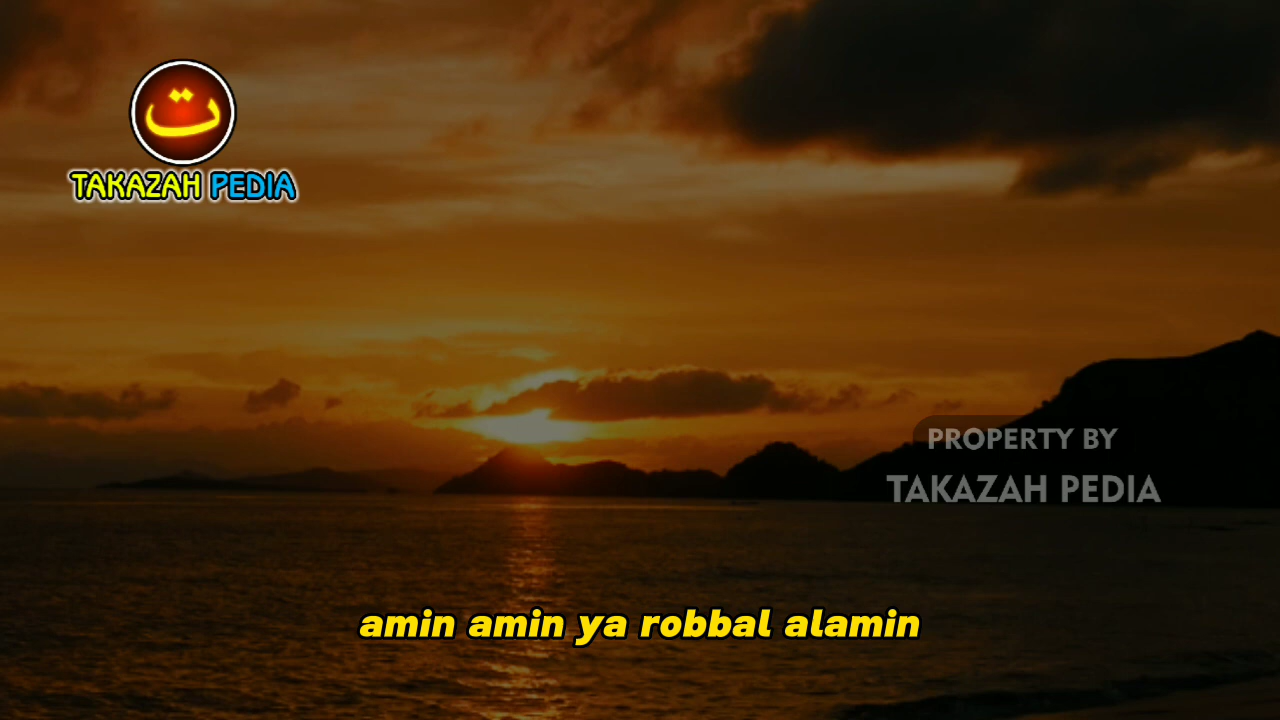 ت
TAKAZAH PEDIA
PROPERTY BY
TAKAZAH PEDIA
amin amin ya robbal alamin